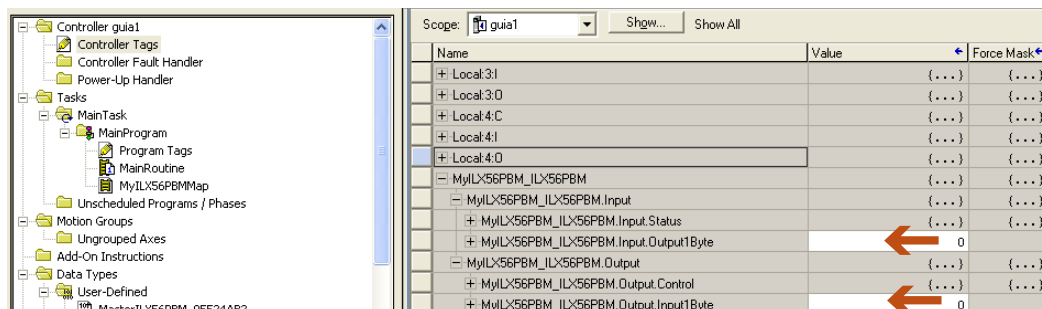 Controller guia1
Controller Tags
Controller Fault Handler
Power-Up Handler
Tasks
MainTask
MainProgram
Program Tags
MainRoutine
MyILX56PBMMap
Unscheduled Programs / Phases
Motion Groups
Ungrouped Axes
Add-On Instructions
Data Types
User-Defined
Scope: guia1 Show... Show All
Name Value Force Mask
Local:3:I {...} {...}
Local:3:O {...} {...}
Local:4:C {...} {...}
Local:4:I {...} {...}
Local:4:O {...} {...}
MyILX56PBM_ILX56PBM {...} {...}
MyILX56PBM_ILX56PBM.Input {...} {...}
MyILX56PBM_ILX56PBM.Input.Status {...} {...}
MyILX56PBM_ILX56PBM.Input.Output1Byte 0
MyILX56PBM_ILX56PBM.Output {...} {...}
MyILX56PBM_ILX56PBM.Output.Control {...} {...}
MyILX56PBM_ILX56PBM.Output.Input1Byte 0